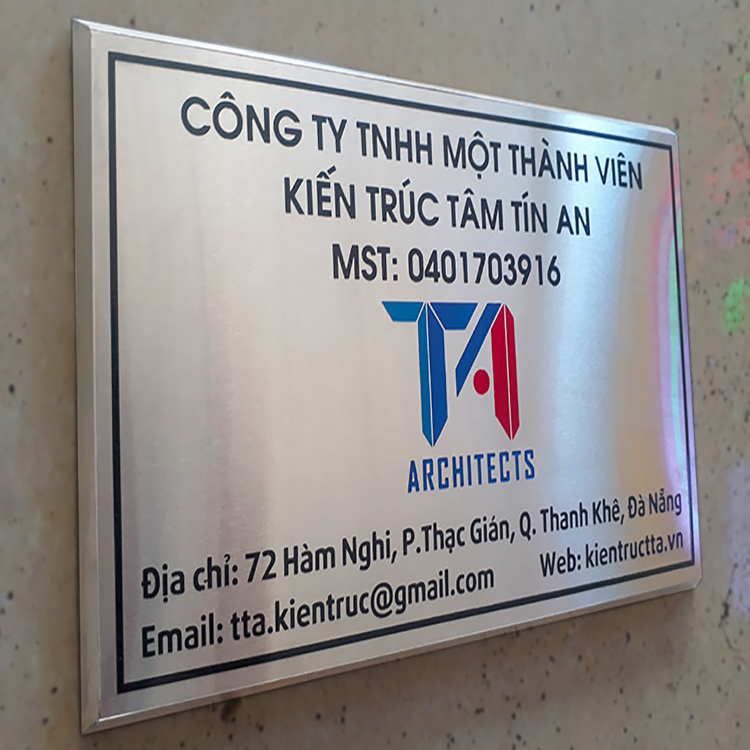 CÔNG TY TNHH MỘT THÀNH VIÊN
KIẾN TRÚC TÂM TÍN AN
MST: 0401703916
TTA
ARCHITECTS
Địa chỉ: 72 Hàm Nghi, P.Thạc Gián, Q. Thanh Khê, Đà Nẵng
Email: tta.kientruc@gmail.com Web: kientructta.vn